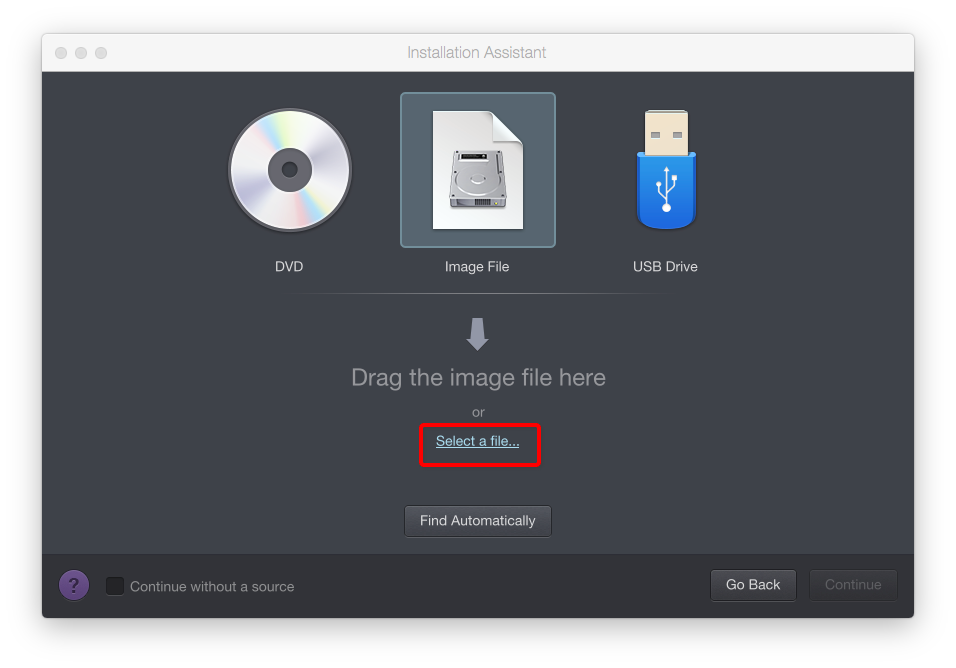 Installation Assistant
DVD
Image File
USB Drive
Drag the image file here
or
Select a file...
Find Automatically
?
Continue without a source
Go Back
Continue